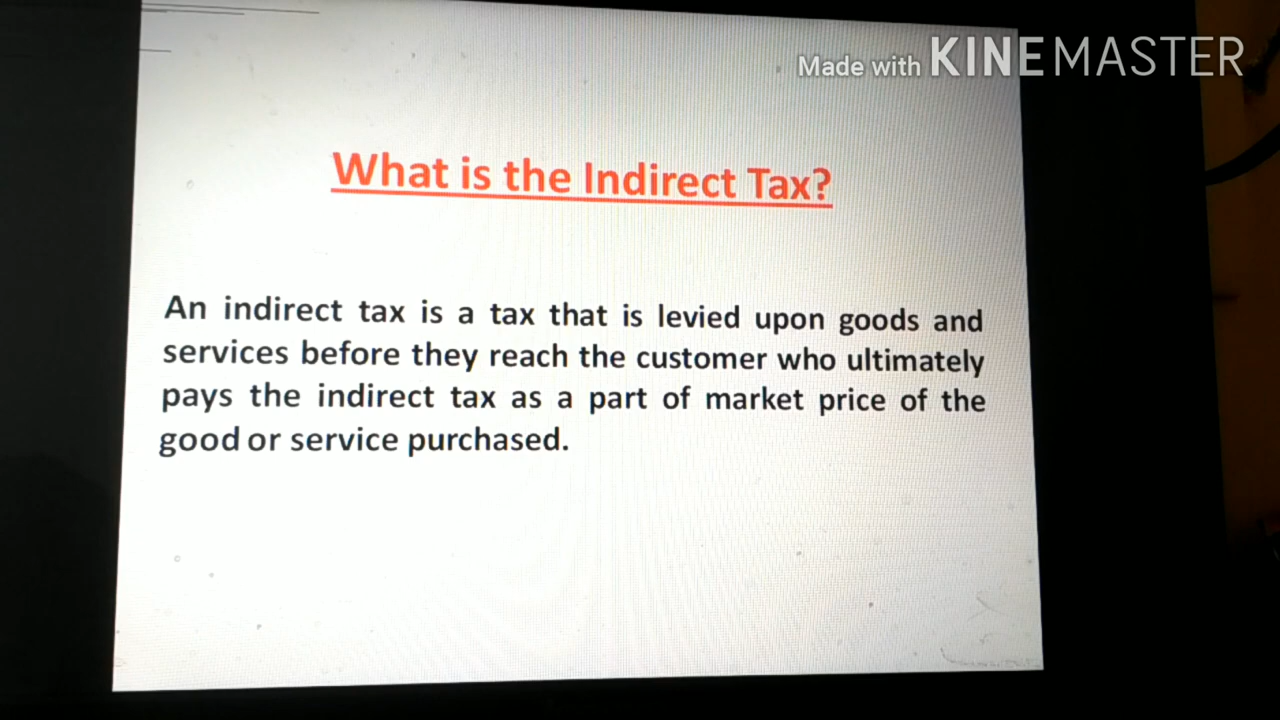 Made with KINEMASTER
What is the Indirect Tax?
An indirect tax is a tax that is levied upon goods and
services before they reach the customer who ultimately
pays the indirect tax as a part of market price of the
good or service purchased.